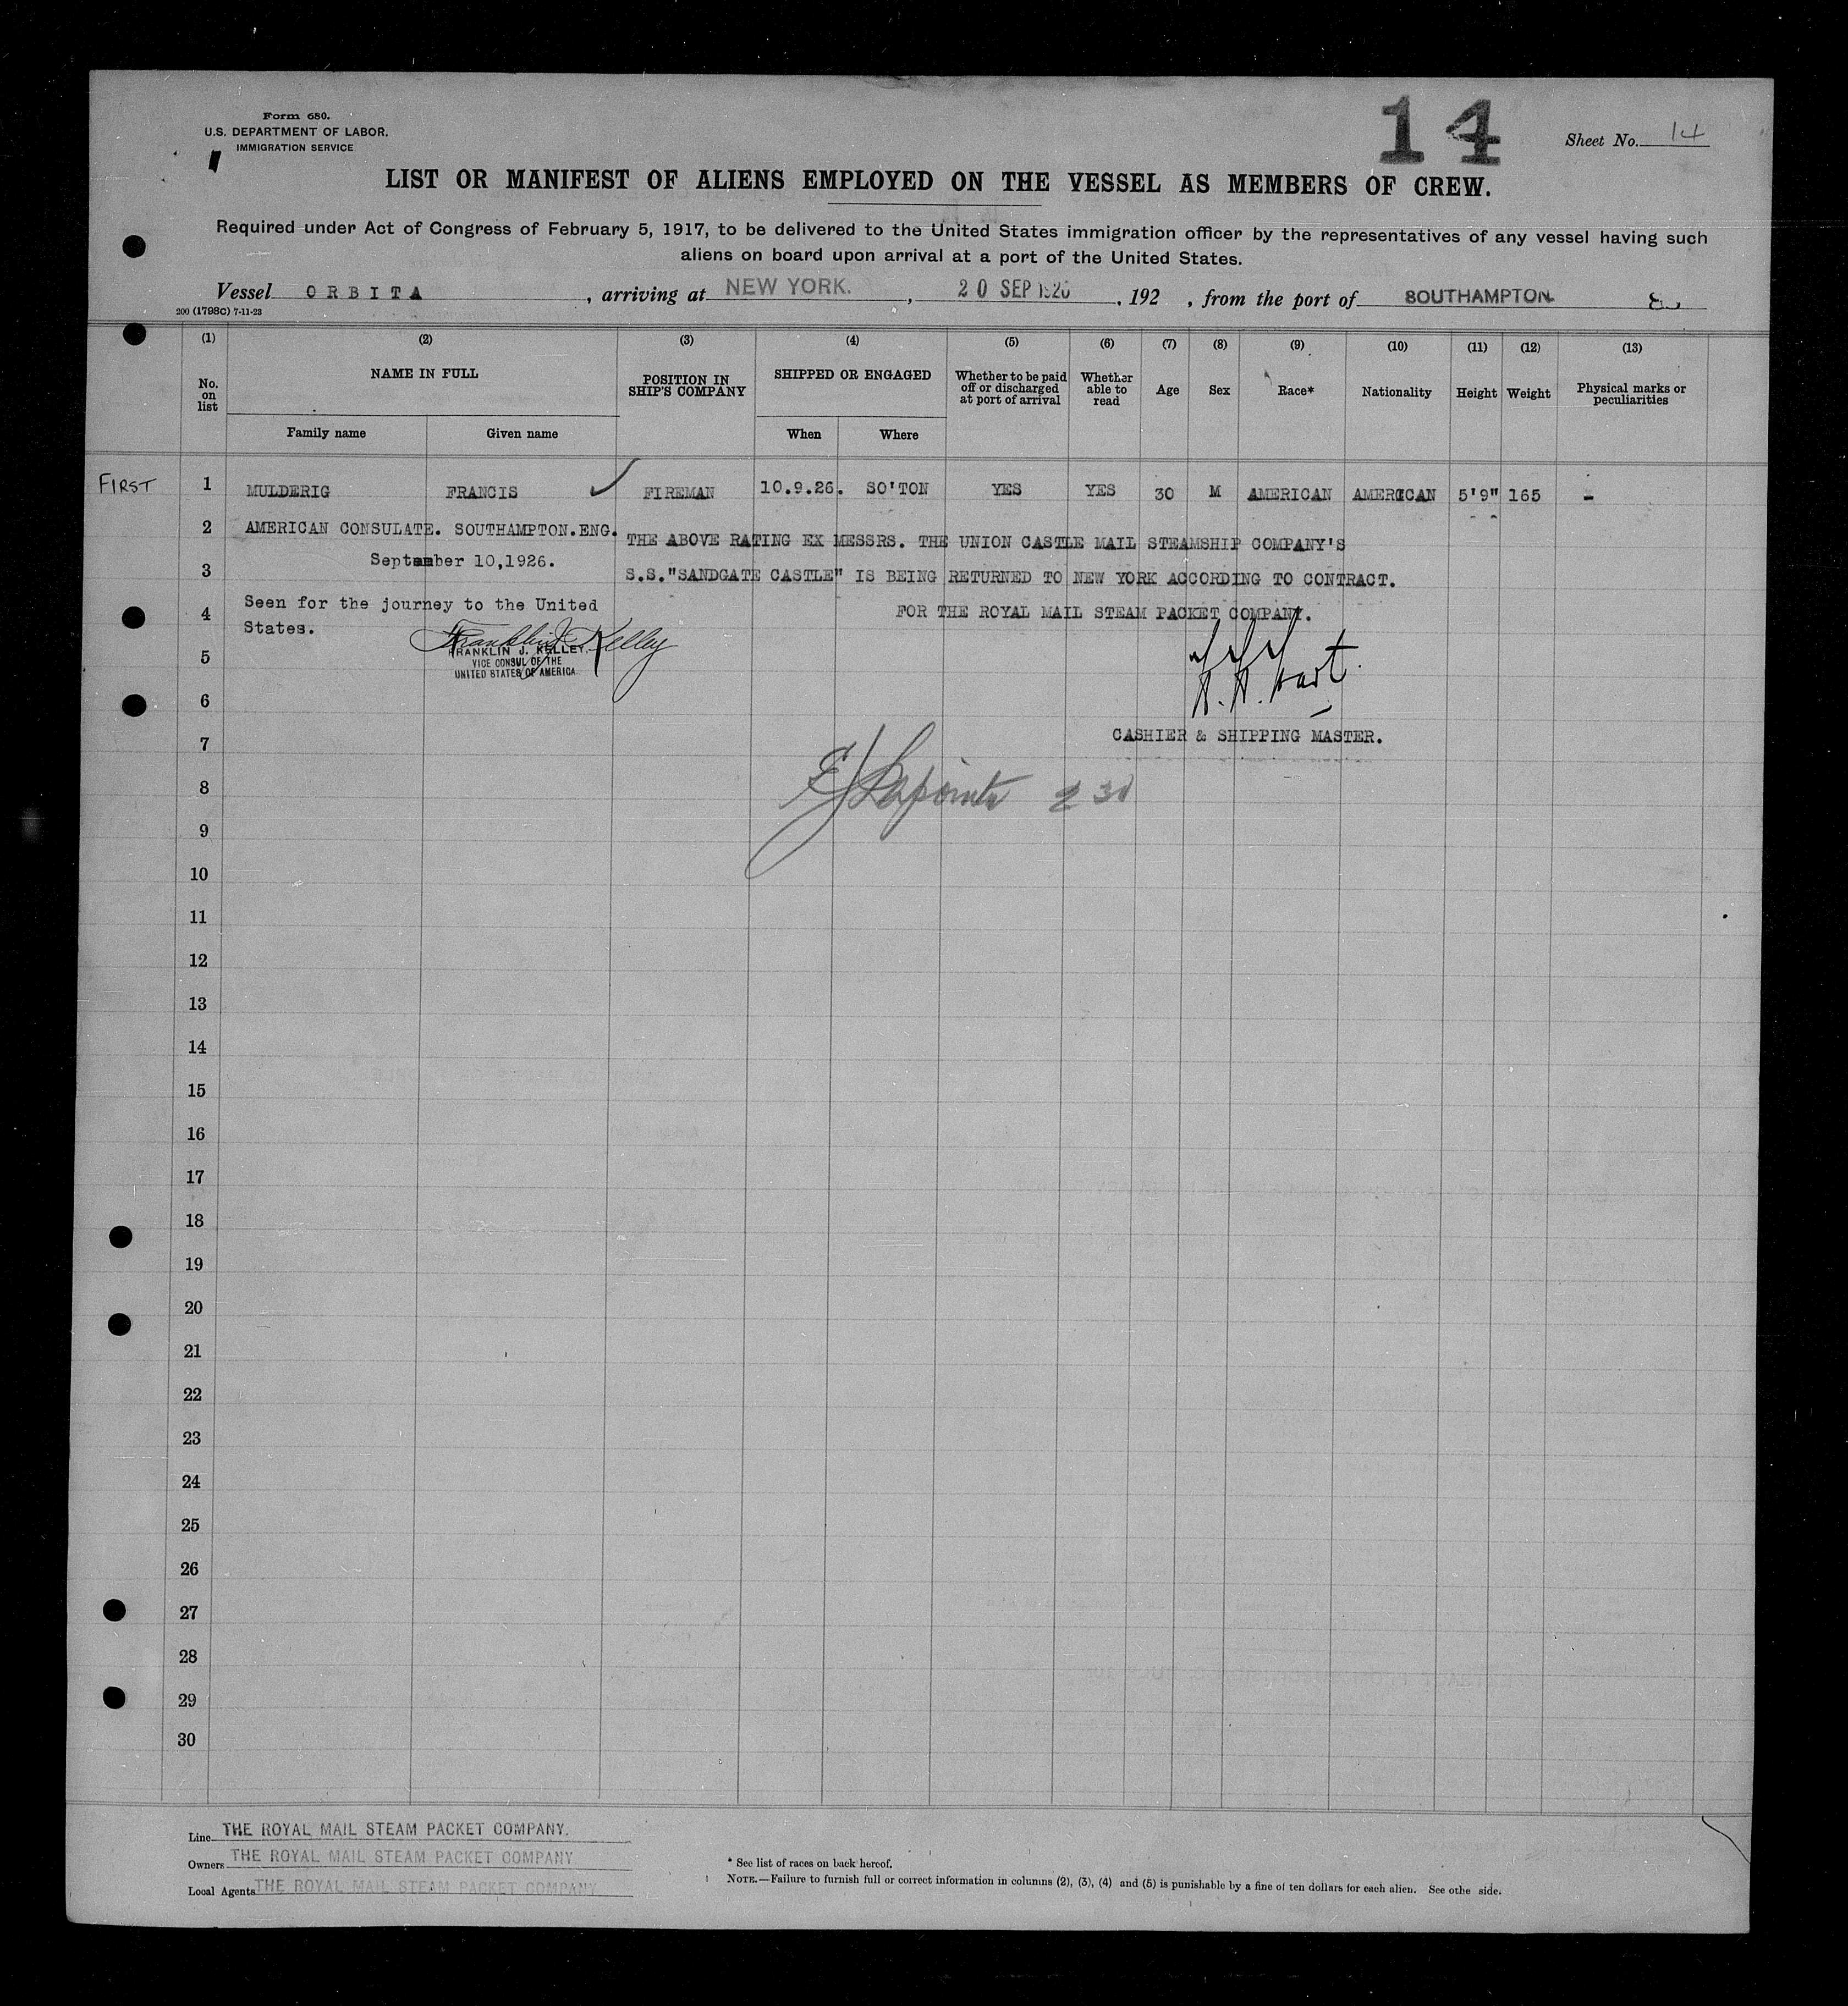 Form 680.
U.S. DEPARTMENT OF LABOR.
IMMIGRATION SERVICE
14
Sheet No. 14
LIST OR MANIFEST OF ALIENS EMPLOYED ON THE VESSEL AS MEMBERS OF CREW.
Required under Act of Congress of February 5, 1917, to be delivered to the United States immigration officer by the representatives of any vessel having such
aliens on board upon arrival at a port of the United States.
Vessel ORBITA, arriving at NEW YORK., 20 SEP 1926, 192 , from the port of SOUTHAMPTON
200 (1798C) 7-11-23
(1) (2) (3) (4) (5) (6) (7) (8) (9) (10) (11) (12) (13)
No. on list
NAME IN FULL
Family name
Given name
POSITION IN SHIP'S COMPANY
SHIPPED OR ENGAGED
When
Where
Whether to be paid off or discharged at port of arrival
Whether able to read
Age
Sex
Race*
Nationality
Height
Weight
Physical marks or peculiarities
FIRST 1 MULDERIG FRANCIS ✓ FIREMAN 10.9.26. SO'TON YES YES 30 M AMERICAN AMERICAN 5'9" 165 -
2 AMERICAN CONSULATE. SOUTHAMPTON.ENG.
THE ABOVE RATING EX MESSRS. THE UNION CASTLE MAIL STEAMSHIP COMPANY'S
September 10,1926.
3 S.S."SANDGATE CASTLE" IS BEING RETURNED TO NEW YORK ACCORDING TO CONTRACT.
4 Seen for the journey to the United
States.
FOR THE ROYAL MAIL STEAM PACKET COMPANY.
Franklin J. Kelley
FRANKLIN J. KELLEY,
VICE CONSUL OF THE
UNITED STATES OF AMERICA
5
6
CASHIER & SHIPPING MASTER.
7
8 Lapointe 230
9
10
11
12
13
14
15
16
17
18
19
20
21
22
23
24
25
26
27
28
29
30
Line THE ROYAL MAIL STEAM PACKET COMPANY.
Owners THE ROYAL MAIL STEAM PACKET COMPANY
Local Agents THE ROYAL MAIL STEAM PACKET COMPANY
* See list of races on back hereof.
NOTE.—Failure to furnish full or correct information in columns (2), (3), (4) and (5) is punishable by a fine of ten dollars for each alien. See othe side.